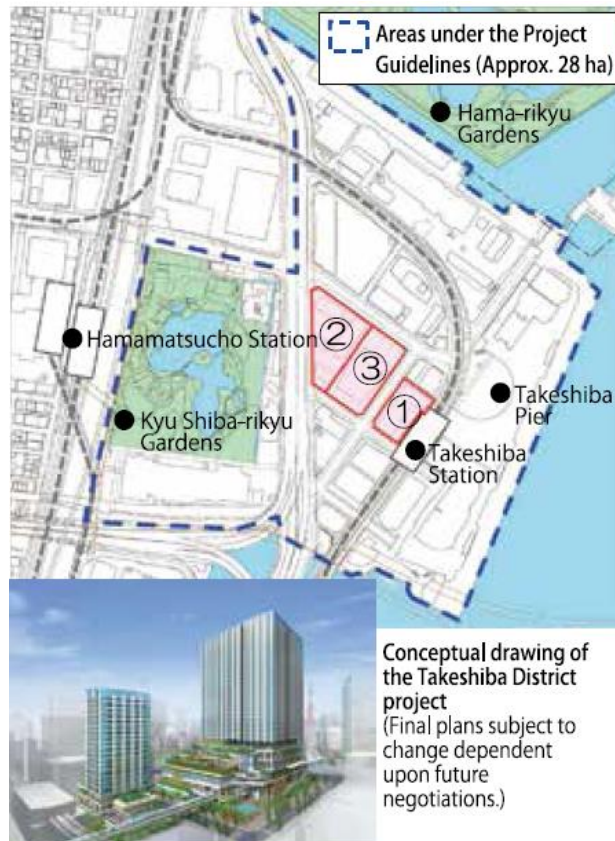 Areas under the Project
Guidelines (Approx. 28 ha)
Hama-rikyu
Gardens
②
Hamamatsucho Station
③
①
Takeshiba
Pier
Kyu Shiba-rikyu
Gardens
Takeshiba
Station
Conceptual drawing of
the Takeshiba District
project
(Final plans subject to
change dependent
upon future
negotiations.)